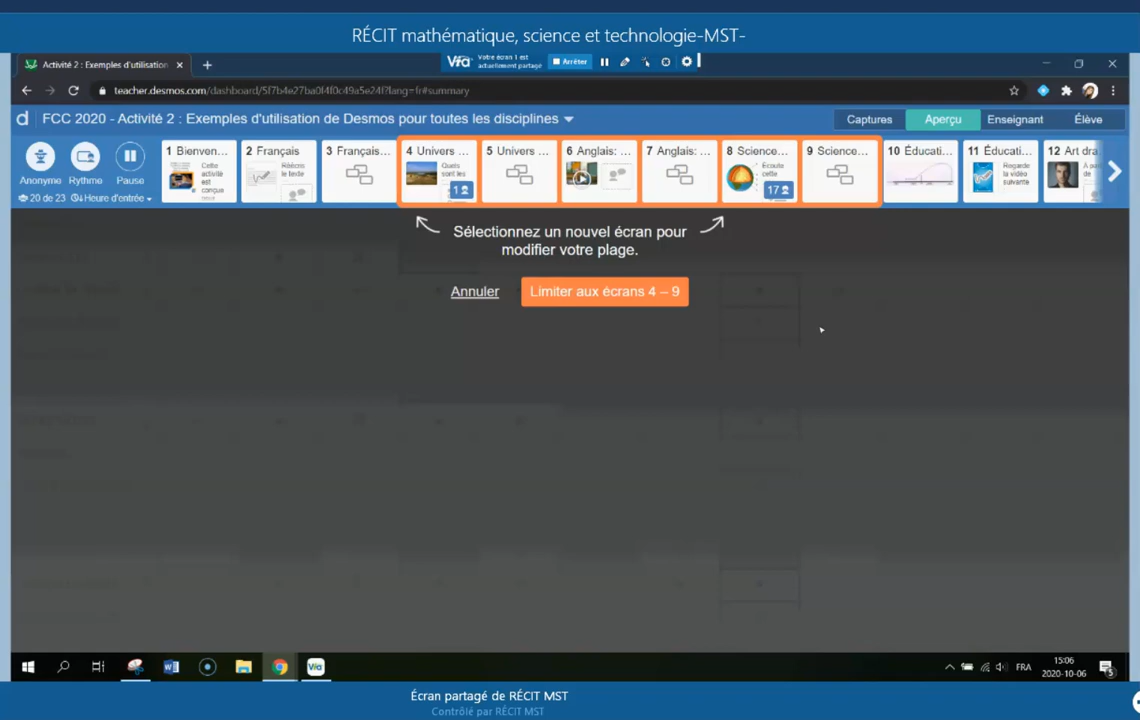 RÉCIT mathématique, science et technologie-MST-
Activité 2 : Exemples d'utilisation
Vià
Votre écran 1 est
actuellement partagé
Arrêter
teacher.desmos.com/dashboard/5f7b4e27ba0f4f0c49a5e24f?lang=fr#summary
d FCC 2020 - Activité 2 : Exemples d'utilisation de Desmos pour toutes les disciplines
Captures Aperçu Enseignant Élève
Anonyme Rythme Pause
20 de 23 Heure d'entrée
1 Bienven...
Cette
activité
est
conçue
2 Français
Réécris
le texte
3 Français...
4 Univers ...
Quels
sont les
1
5 Univers ...
6 Anglais: ...
7 Anglais: ...
8 Science...
Écoute
cette
17
9 Science...
10 Éducati...
11 Éducati...
Regarde
la vidéo
suivante
12 Art dra
de
Sélectionnez un nouvel écran pour
modifier votre plage.
Annuler Limiter aux écrans 4 – 9
Vià
FRA
15:06
2020-10-06
5
Écran partagé de RÉCIT MST
Contrôlé par RÉCIT MST